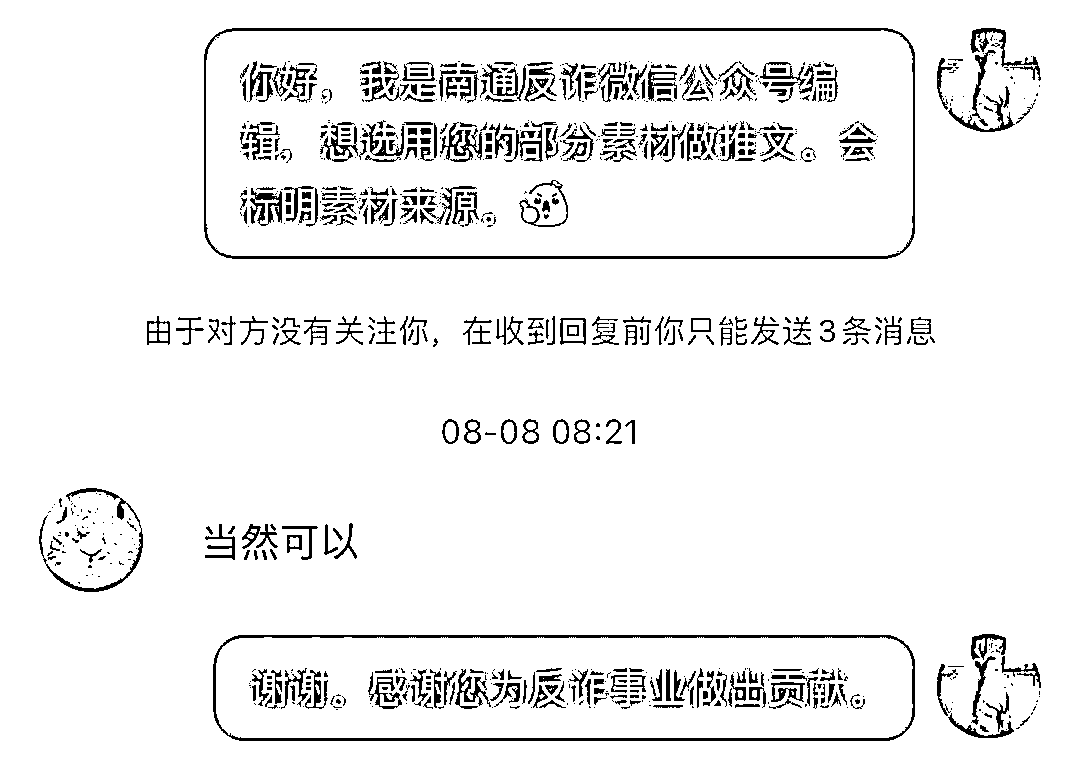 你好，我是南通反诈微信公众号编
辑，想选用您的部分素材做推文。会
标明素材来源。
由于对方没有关注你，在收到回复前你只能发送3条消息
08-08 08:21
当然可以
谢谢。感谢您为反诈事业做出贡献。